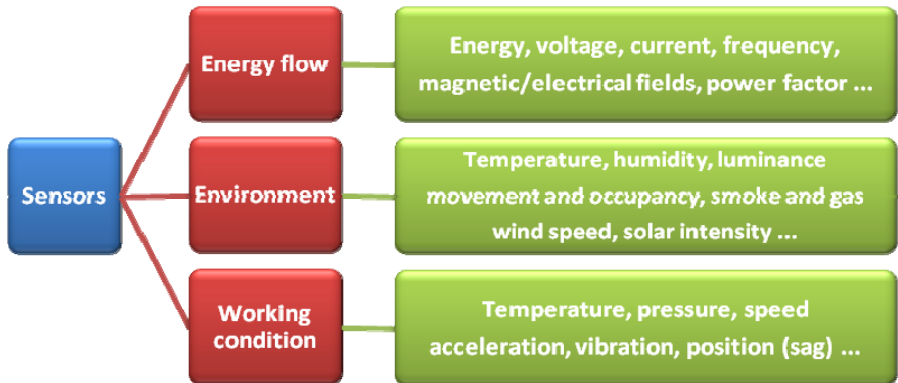 Sensors
Energy flow
Energy, voltage, current, frequency,
magnetic/electrical fields, power factor ...
Environment
Temperature, humidity, luminance
movement and occupancy, smoke and gas
wind speed, solar intensity ...
Working
condition
Temperature, pressure, speed
acceleration, vibration, position (sag) ...